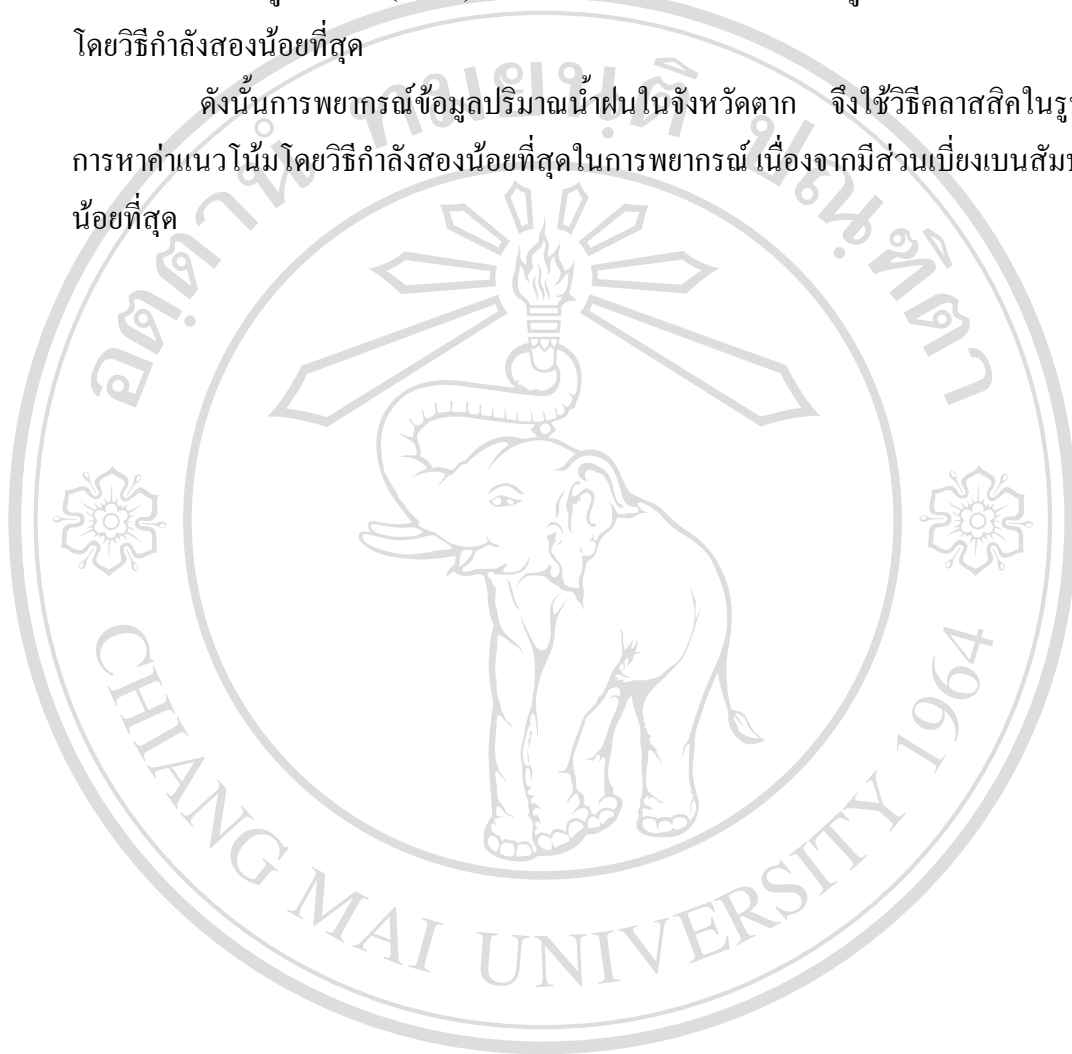 โดยวิธีกำลังสองน้อยที่สุด
ดังนั้นการพยากรณ์ข้อมูลปริมาณน้ำฝนในจังหวัดตาก จึงใช้วิธีคลาสสิกในรู
การหาค่าแนวโน้มโดยวิธีกำลังสองน้อยที่สุดในการพยากรณ์ เนื่องจากมีส่วนเบี่ยงเบนสัม
น้อยที่สุด
CHIANG MAI UNIVERSITY 1964